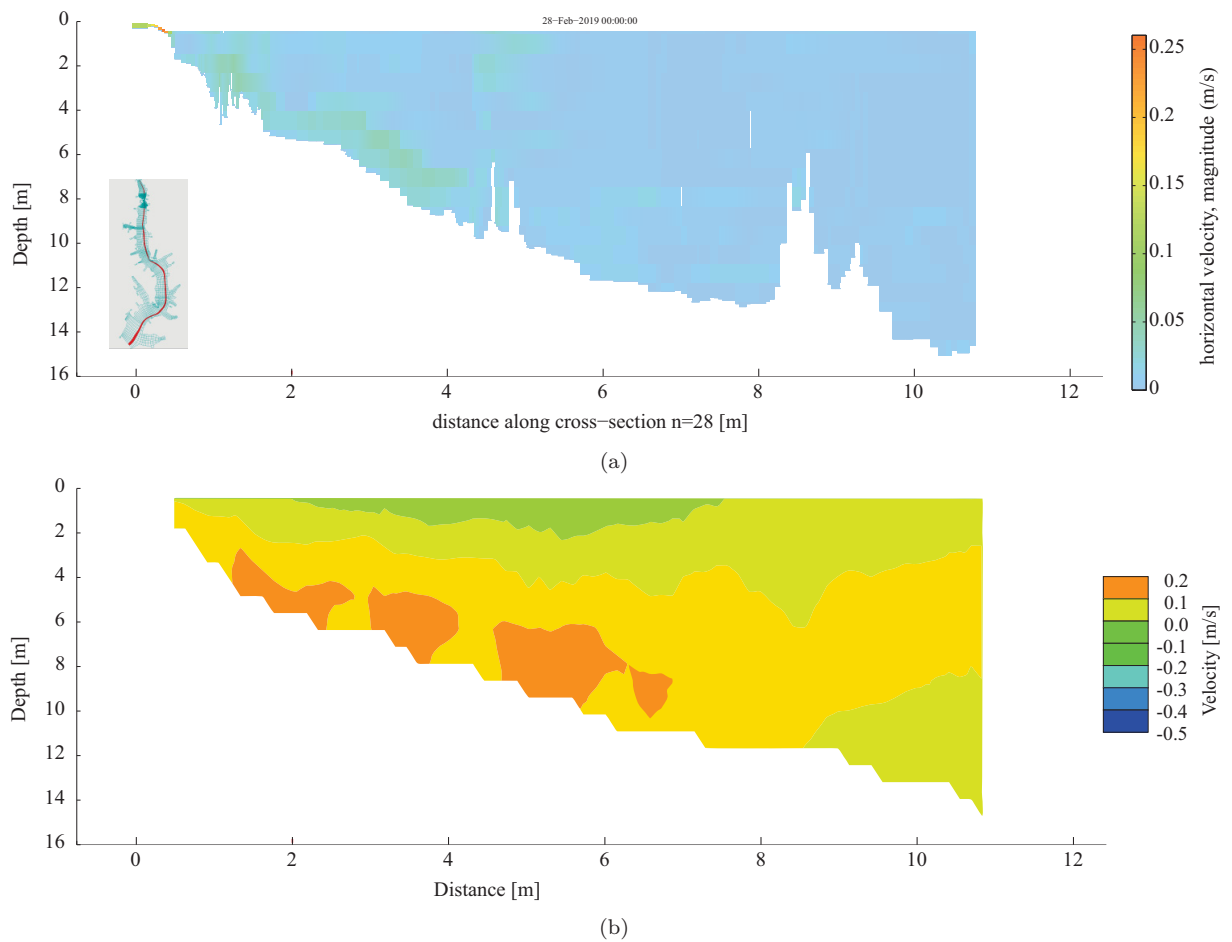 28−Feb−2019 00:00:00
0
2
4
6
8
10
12
14
16
Depth [m]
0 2 4 6 8 10 12
distance along cross−section n=28 [m]
0.25
0.2
0.15
0.1
0.05
0
horizontal velocity, magnitude (m/s)
(a)
0
2
4
6
8
10
12
14
16
Depth [m]
0 2 4 6 8 10 12
Distance [m]
0.2
0.1
0.0
-0.1
-0.2
-0.3
-0.4
-0.5
Velocity [m/s]
(b)